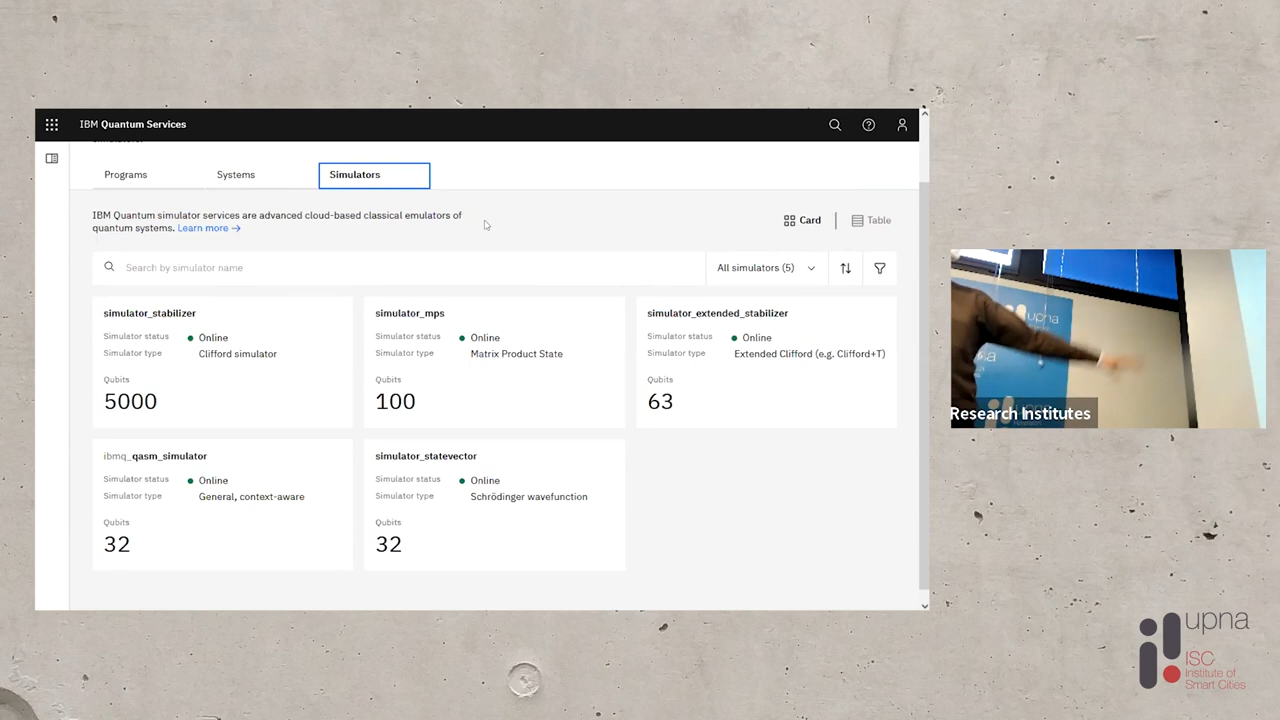 IBM Quantum Services
Programs
Systems
Simulators
IBM Quantum simulator services are advanced cloud-based classical emulators of
quantum systems. Learn more →
Card
Table
Search by simulator name
All simulators (5)
simulator_stabilizer
Simulator status
Online
Simulator type
Clifford simulator
Qubits
5000
simulator_mps
Simulator status
Online
Simulator type
Matrix Product State
Qubits
100
simulator_extended_stabilizer
Simulator status
Online
Simulator type
Extended Clifford (e.g. Clifford+T)
Qubits
63
ibmq_qasm_simulator
Simulator status
Online
Simulator type
General, context-aware
Qubits
32
simulator_statevector
Simulator status
Online
Simulator type
Schrödinger wavefunction
Qubits
32
upna
Research Institutes
upna
ISC
Institute of
Smart Cities